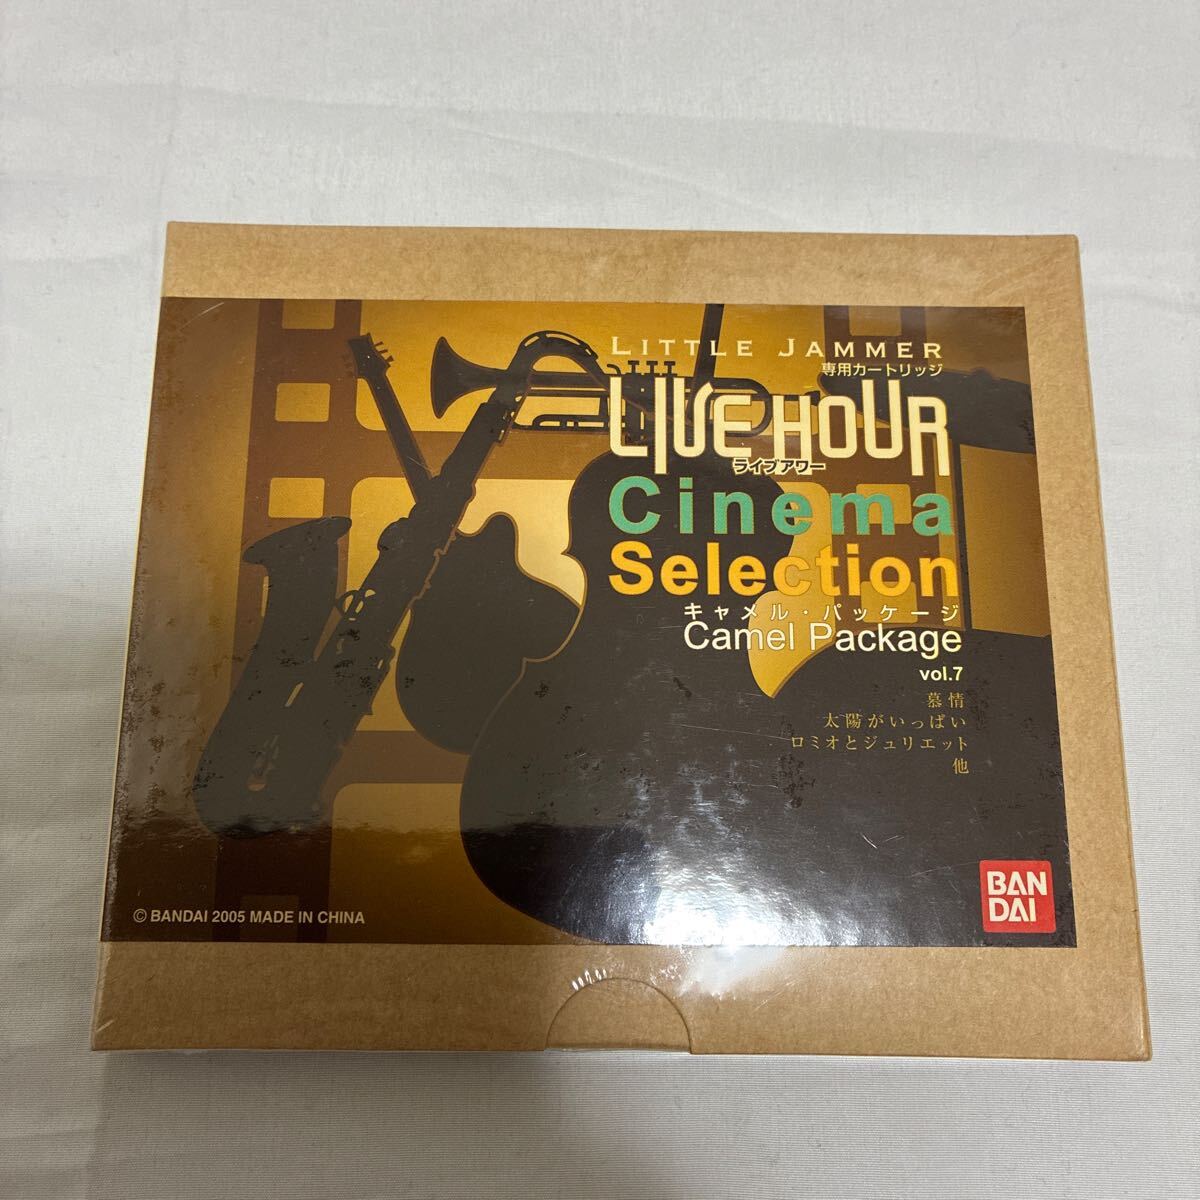 LITTLE JAMMER
専用カートリッジ
LIVE HOUR
ライブアワー
Cinema
Selection
キャメル・パッケージ
Camel Package
vol.7
慕情
太陽がいっぱい
ロミオとジュリエット
他
BAN
DAI
© BANDAI 2005 MADE IN CHINA